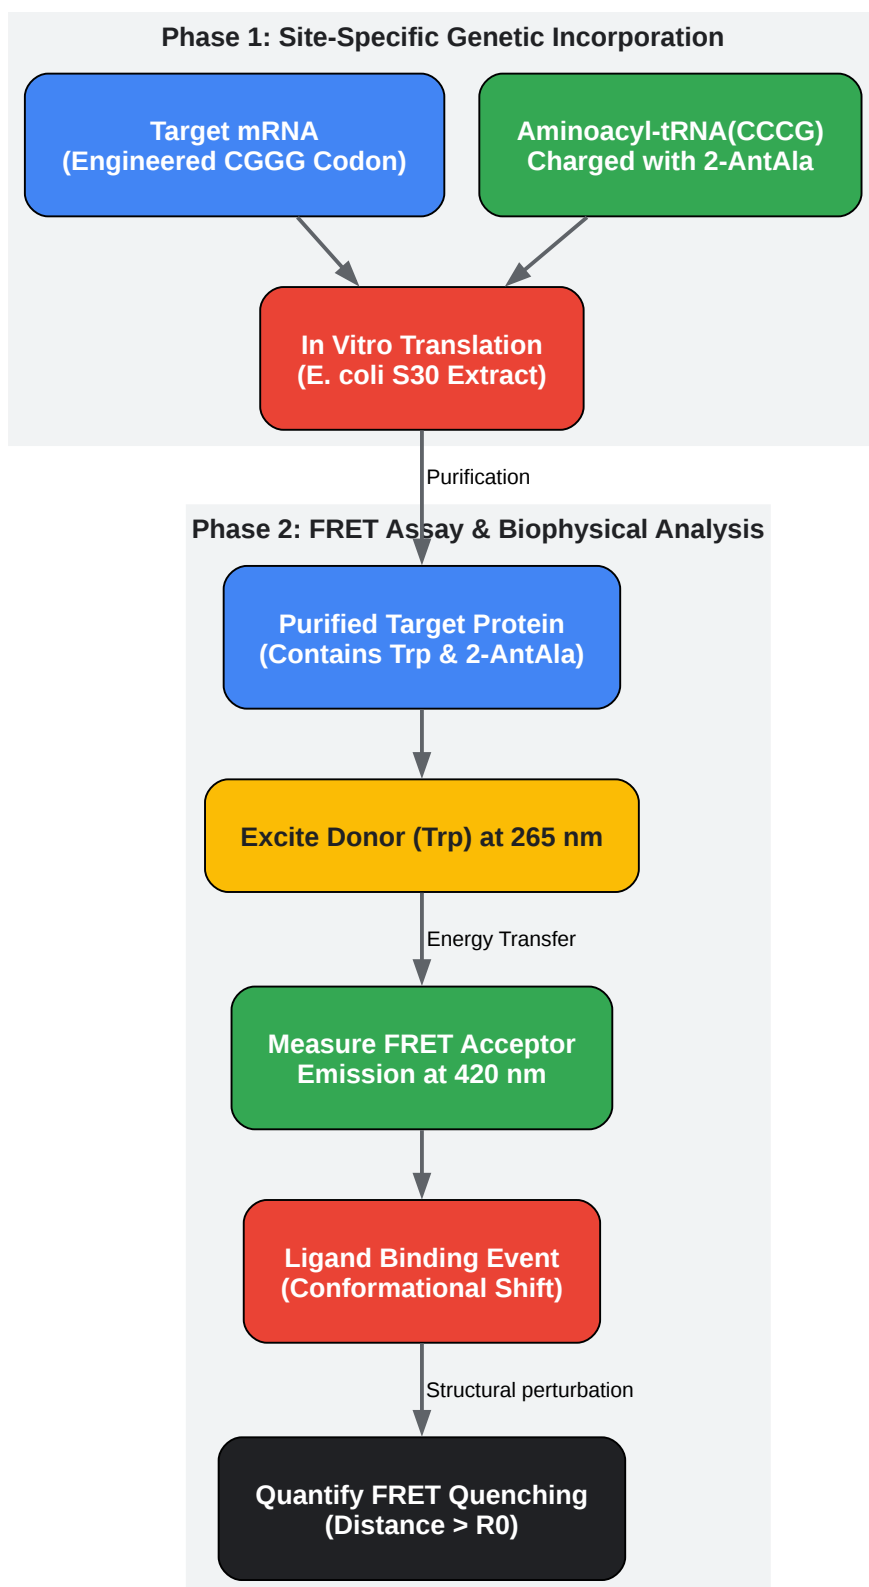 Phase 1: Site-Specific Genetic Incorporation
Target mRNA
(Engineered CGGG Codon)
Aminoacyl-tRNA(CCCG)
Charged with 2-AntAla
In Vitro Translation
(E. coli S30 Extract)
Purification
Phase 2: FRET Assay & Biophysical Analysis
Purified Target Protein
(Contains Trp & 2-AntAla)
Excite Donor (Trp) at 265 nm
Energy Transfer
Measure FRET Acceptor
Emission at 420 nm
Ligand Binding Event
(Conformational Shift)
Structural perturbation
Quantify FRET Quenching
(Distance > R0)